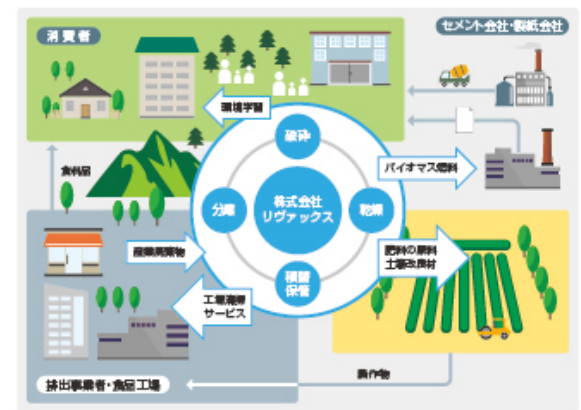 消費者
セメント会社・製紙会社
環境学習
破砕
バイオマス燃料
食料品
分離
株式会社
リヴァックス
乾燥
産業廃棄物
肥料の原料
土壌改良材
積替
保管
工場清掃
サービス
農作物
排出事業者・食品工場